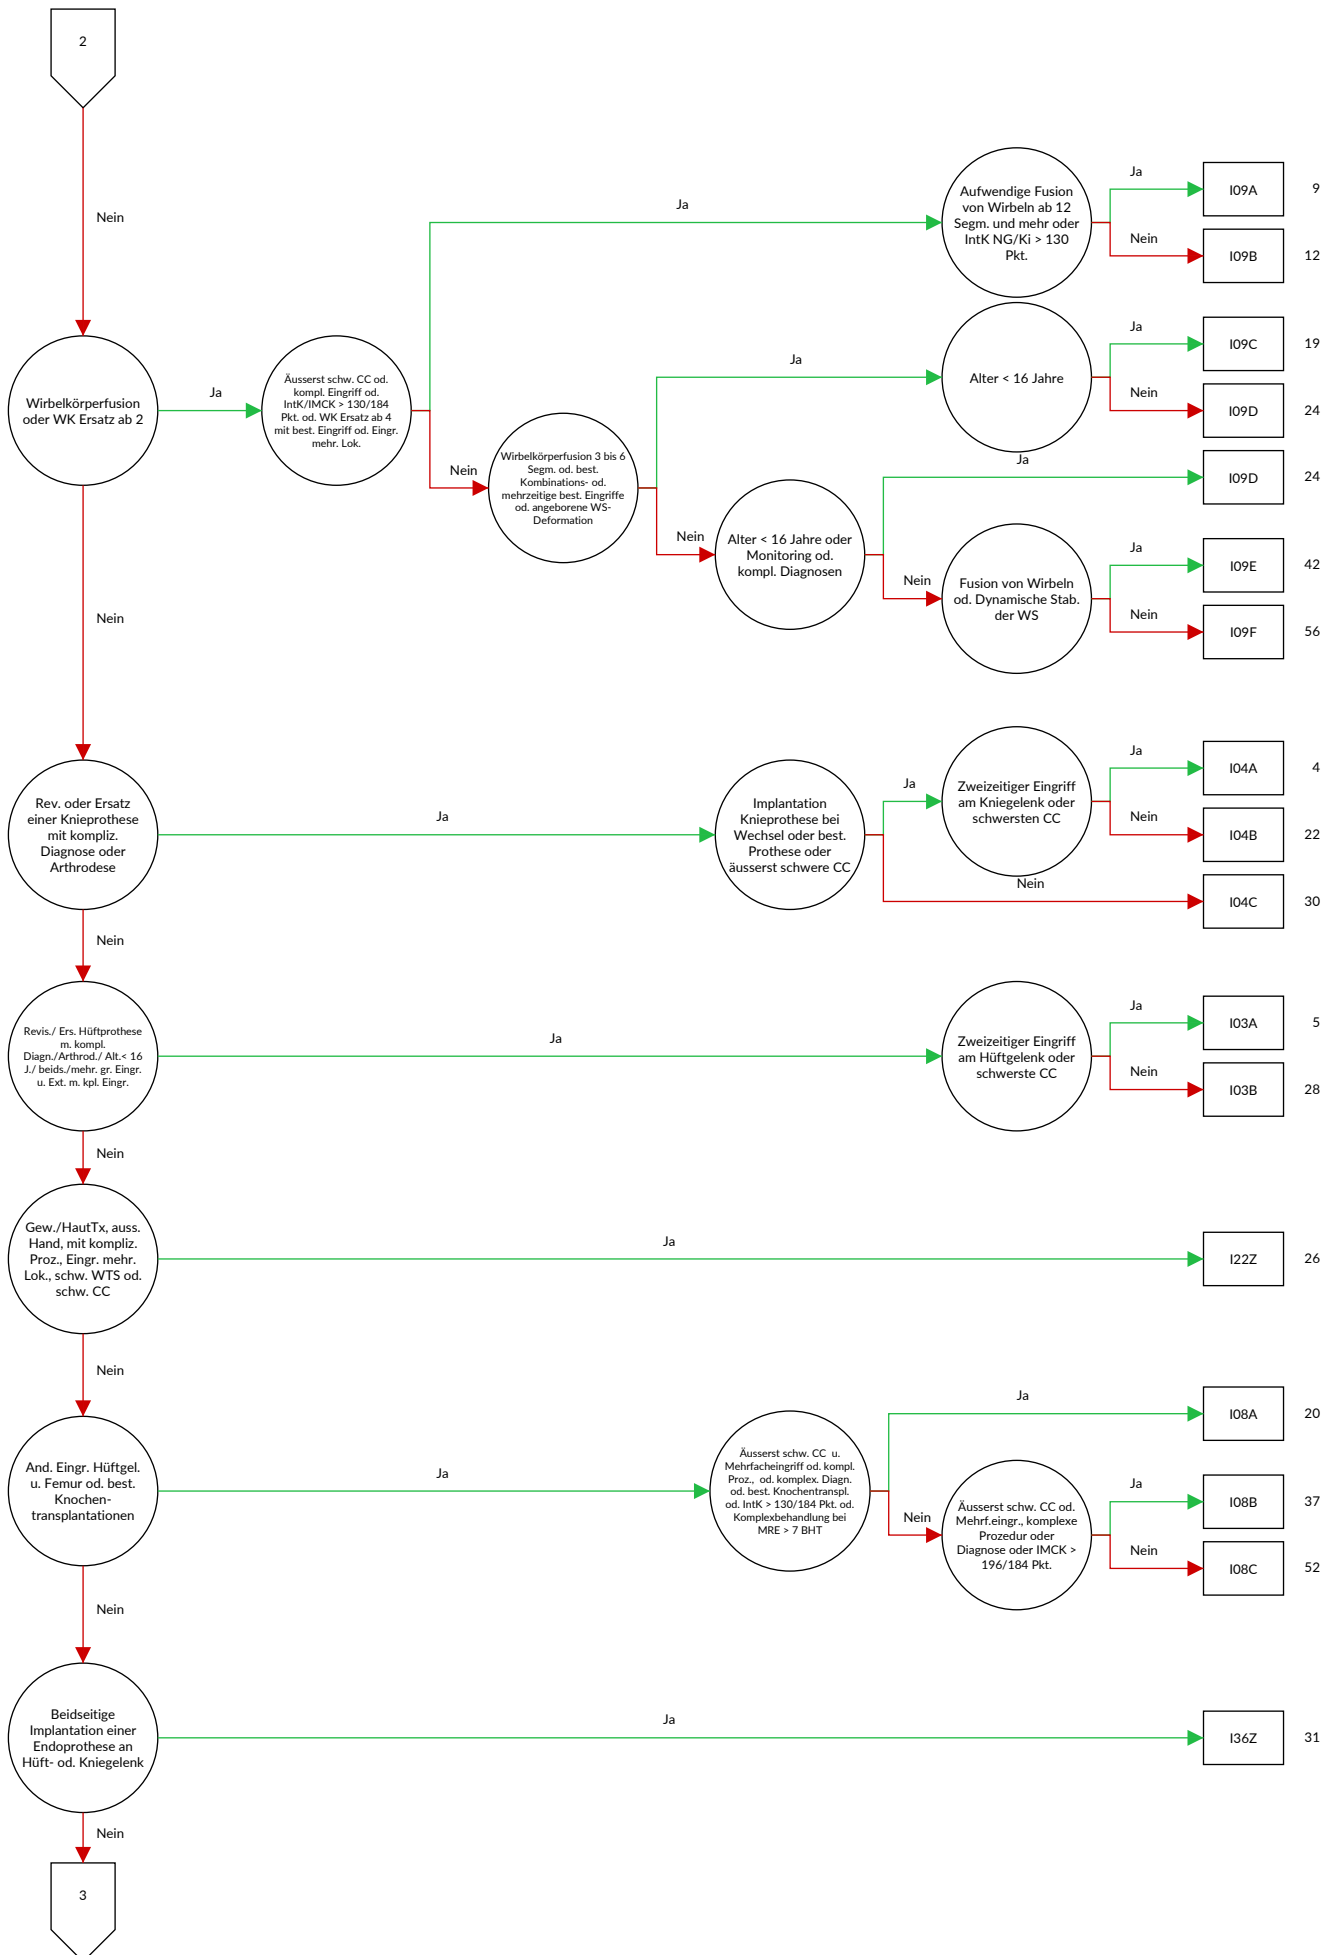 2
Nein
Wirbelkörperfusion
oder WK Ersatz ab 2
Ja
Äusserst schw. CC od.
kompl. Eingriff od.
IntK/IMCK > 130/184
Pkt. od. WK Ersatz ab 4
mit best. Eingriff od. Eingr.
mehr. Lok.
Ja
Aufwendige Fusion
von Wirbeln ab 12
Segm. und mehr oder
IntK NG/Ki > 130
Pkt.
Ja
I09A 9
Nein
I09B 12
Nein
Wirbelkörperfusion 3 bis 6
Segm. od. best.
Kombinations- od.
mehrzeitige best. Eingriffe
od. angeborene WS-
Deformation
Ja
Alter < 16 Jahre
Ja
I09C 19
Nein
I09D 24
Nein
Alter < 16 Jahre oder
Monitoring od.
kompl. Diagnosen
Ja
I09D 24
Nein
Fusion von Wirbeln
od. Dynamische Stab.
der WS
Ja
I09E 42
Nein
I09F 56
Nein
Rev. oder Ersatz
einer Knieprothese
mit kompliz.
Diagnose oder
Arthrodese
Ja
Implantation
Knieprothese bei
Wechsel oder best.
Prothese oder
äusserst schwere CC
Ja
Zweizeitiger Eingriff
am Kniegelenk oder
schwersten CC
Ja
I04A 4
Nein
I04B 22
Nein
I04C 30
Nein
Revis./ Ers. Hüftprothese
m. kompl.
Diagn./Arthrod./ Alt.< 16
J./ beids./mehr. gr. Eingr.
u. Ext. m. kpl. Eingr.
Ja
Zweizeitiger Eingriff
am Hüftgelenk oder
schwerste CC
Ja
I03A 5
Nein
I03B 28
Nein
Gew./HautTx, auss.
Hand, mit kompliz.
Proz., Eingr. mehr.
Lok., schw. WTS od.
schw. CC
Ja
I22Z 26
Nein
And. Eingr. Hüftgel.
u. Femur od. best.
Knochen-
transplantationen
Ja
Äusserst schw. CC u.
Mehrfacheingriff od. kompl.
Proz., od. komplex. Diagn.
od. best. Knochentranspl.
od. IntK > 130/184 Pkt. od.
Komplexbehandlung bei
MRE > 7 BHT
Ja
I08A 20
Nein
Äusserst schw. CC od.
Mehrf.eingr., komplexe
Prozedur oder
Diagnose oder IMCK >
196/184 Pkt.
Ja
I08B 37
Nein
I08C 52
Nein
Beidseitige
Implantation einer
Endoprothese an
Hüft- od. Kniegelenk
Ja
I36Z 31
Nein
3